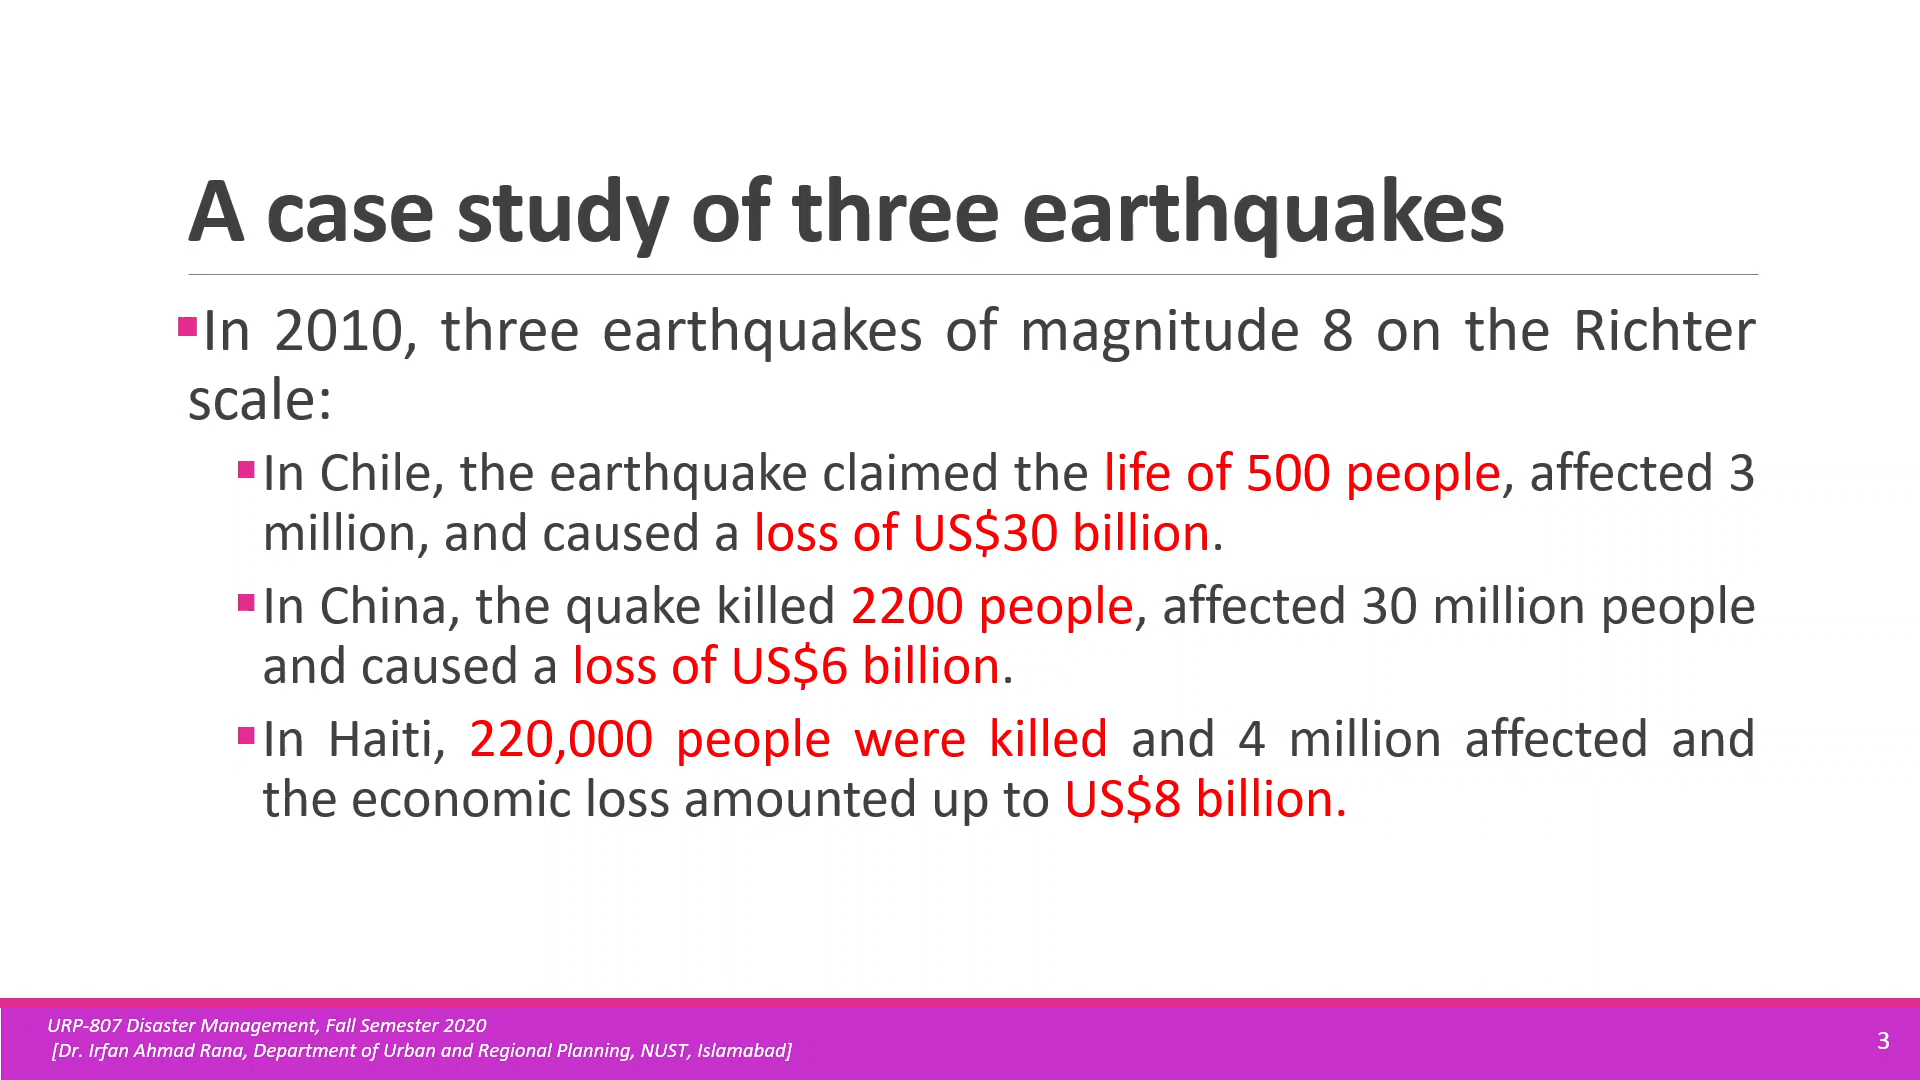 A case study of three earthquakes
▪In 2010, three earthquakes of magnitude 8 on the Richter
scale:
▪In Chile, the earthquake claimed the life of 500 people, affected 3
million, and caused a loss of US$30 billion.
▪In China, the quake killed 2200 people, affected 30 million people
and caused a loss of US$6 billion.
▪In Haiti, 220,000 people were killed and 4 million affected and
the economic loss amounted up to US$8 billion.
URP-807 Disaster Management, Fall Semester 2020
[Dr. Irfan Ahmad Rana, Department of Urban and Regional Planning, NUST, Islamabad]
3